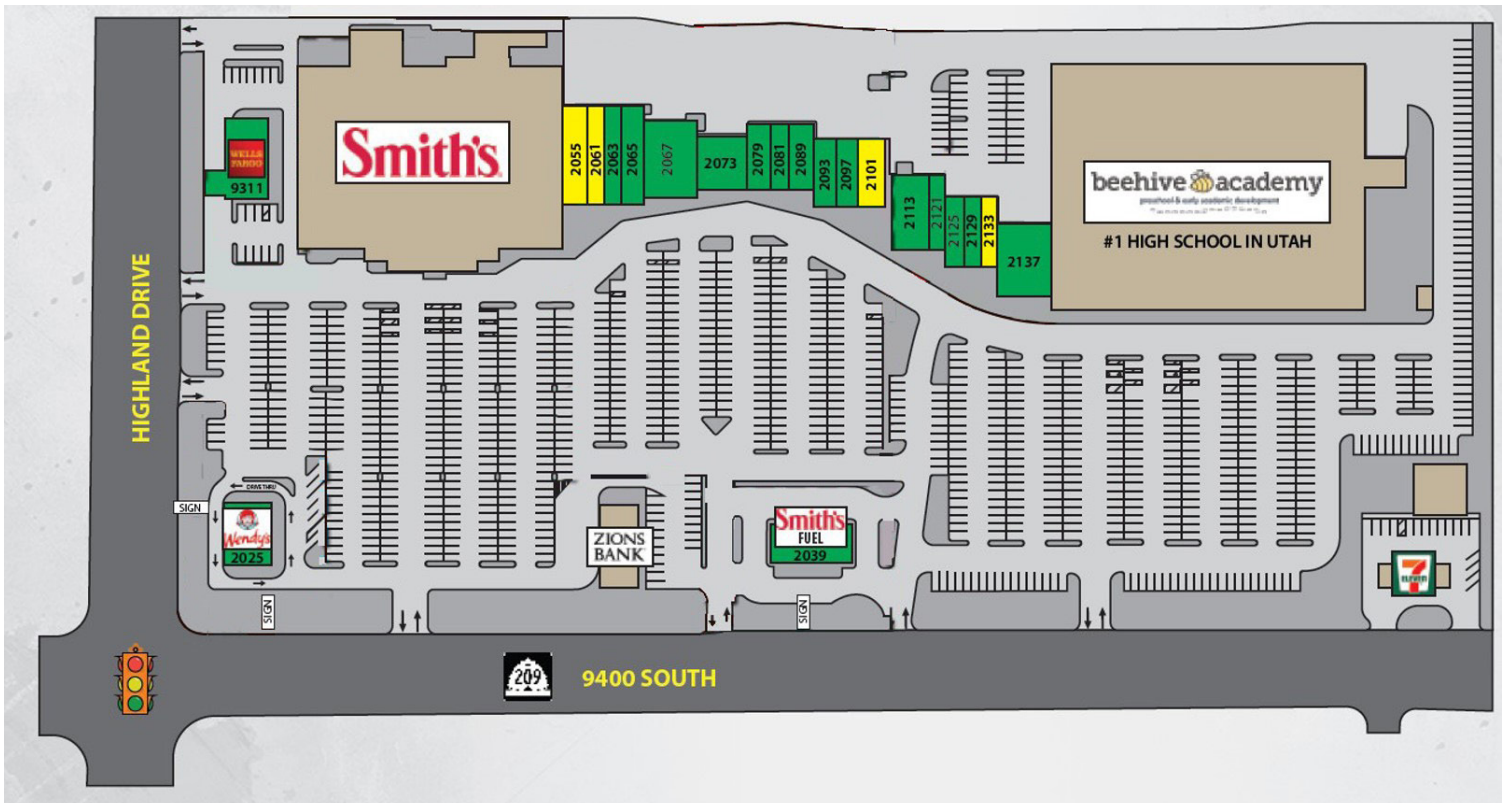 WELLS
FARGO
9311
Smith's
2055
2061
2063
2065
2067
2073
2079
2081
2089
2093
2097
2101
2113
2121
2125
2129
2133
2137
beehive academy
preschool & early academic development
#1 HIGH SCHOOL IN UTAH
HIGHLAND DRIVE
SIGN
DRIVE THRU
Wendy's
2025
SIGN
ZIONS
BANK
Smith's
FUEL
2039
SIGN
7
ELEVEN
209
9400 SOUTH